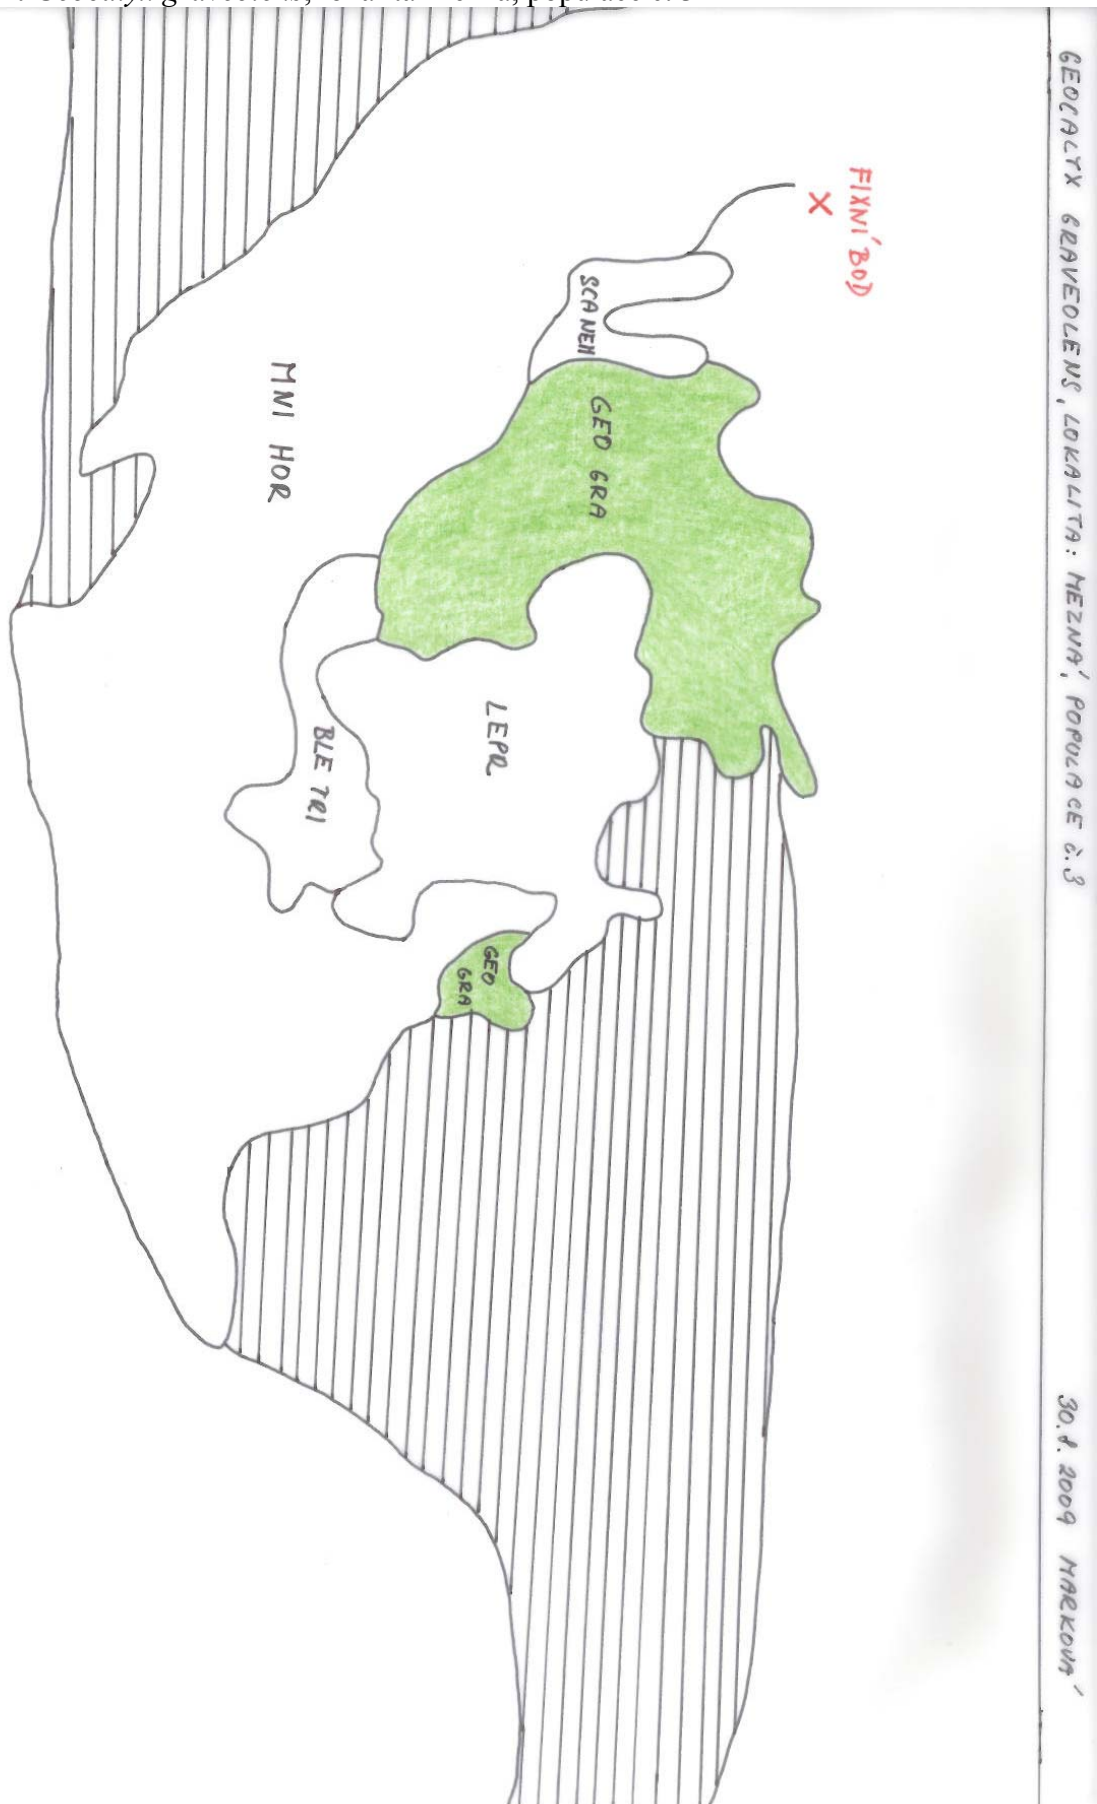 GEOCALYX GRAVEOLENS, LOKALITA: MEZNÁ, POPULACE č.3
30.8. 2009 MARKOVÁ
FIXNÍ BOD
X
SCA NEM
GEO GRA
MNI HOR
LEPR
BLE TRI
GEO
GRA